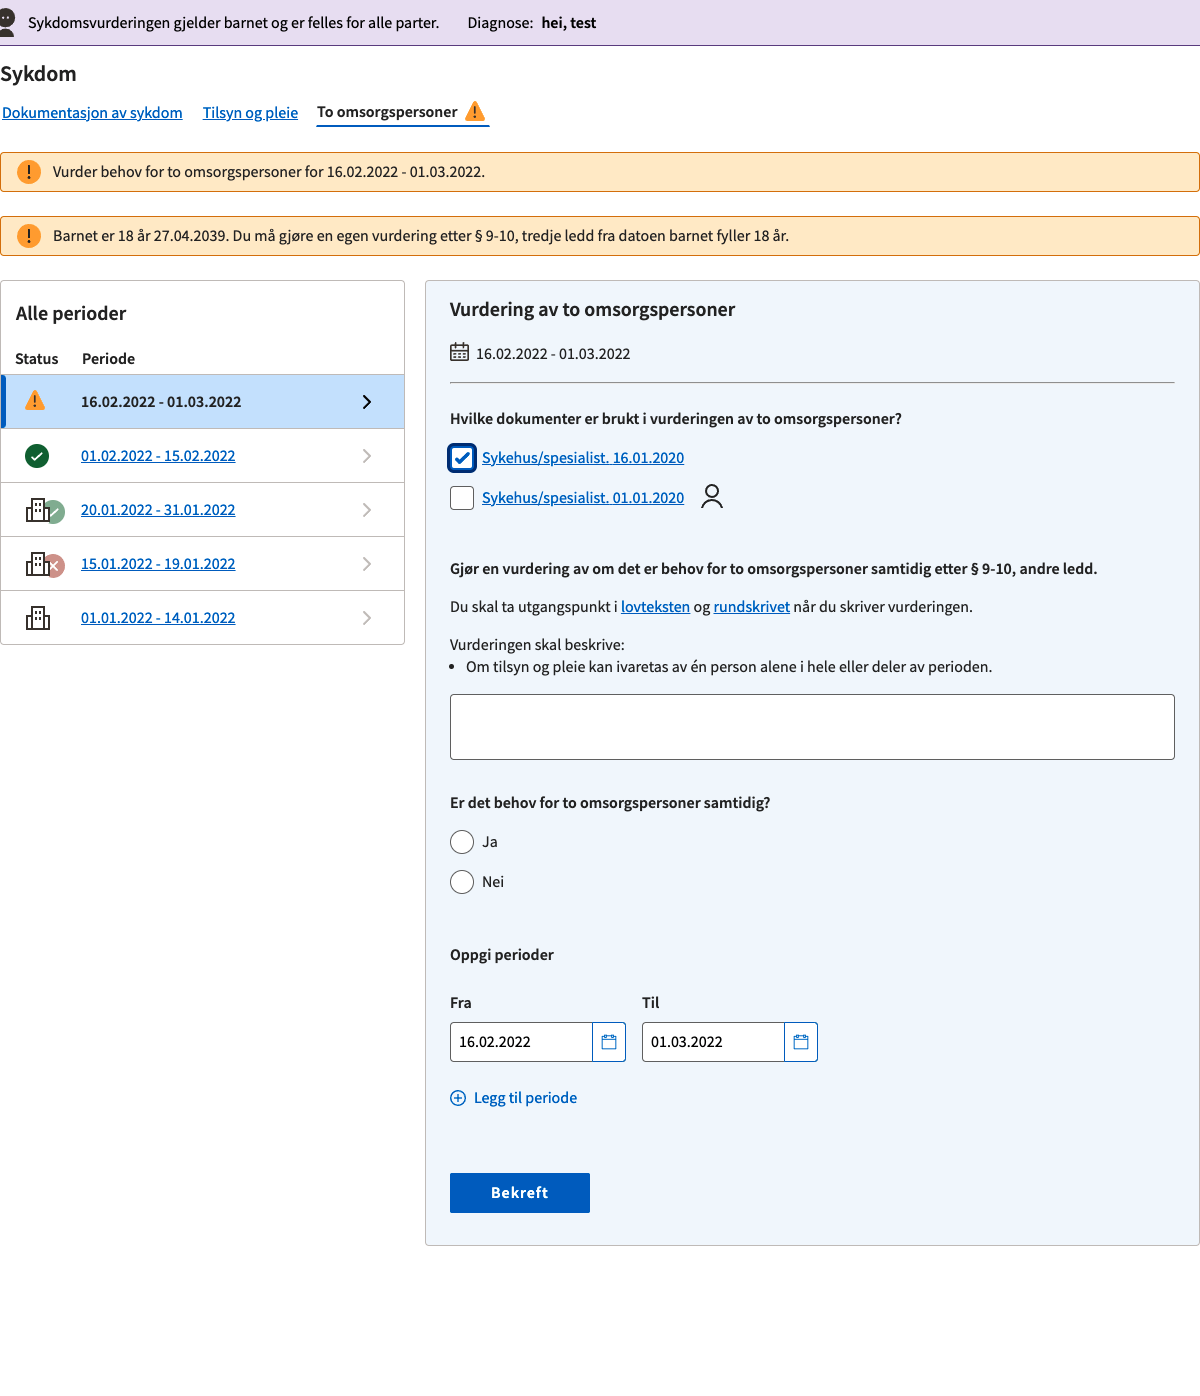 Sykdomsvurderingen gjelder barnet og er felles for alle parter. Diagnose: hei, test
Sykdom
Dokumentasjon av sykdom Tilsyn og pleie To omsorgspersoner
Vurder behov for to omsorgspersoner for 16.02.2022 - 01.03.2022.
Barnet er 18 år 27.04.2039. Du må gjøre en egen vurdering etter § 9-10, tredje ledd fra datoen barnet fyller 18 år.
Alle perioder
Status Periode
16.02.2022 - 01.03.2022
01.02.2022 - 15.02.2022
20.01.2022 - 31.01.2022
15.01.2022 - 19.01.2022
01.01.2022 - 14.01.2022
Vurdering av to omsorgspersoner
16.02.2022 - 01.03.2022
Hvilke dokumenter er brukt i vurderingen av to omsorgspersoner?
Sykehus/spesialist. 16.01.2020
Sykehus/spesialist. 01.01.2020
Gjør en vurdering av om det er behov for to omsorgspersoner samtidig etter § 9-10, andre ledd.
Du skal ta utgangspunkt i lovteksten og rundskrivet når du skriver vurderingen.
Vurderingen skal beskrive:
• Om tilsyn og pleie kan ivaretas av én person alene i hele eller deler av perioden.
Er det behov for to omsorgspersoner samtidig?
Ja
Nei
Oppgi perioder
Fra Til
16.02.2022 01.03.2022
Legg til periode
Bekreft